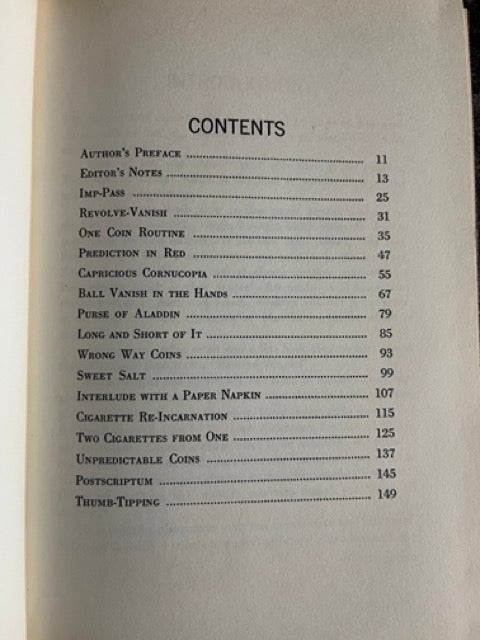 CONTENTS
Author's Preface ........ 11
Editor's Notes ........ 13
Imp-Pass ........ 25
Revolve-Vanish ........ 31
One Coin Routine ........ 35
Prediction in Red ........ 47
Capricious Cornucopia ........ 55
Ball Vanish in the Hands ........ 67
Purse of Aladdin ........ 79
Long and Short of It ........ 85
Wrong Way Coins ........ 93
Sweet Salt ........ 99
Interlude with a Paper Napkin ........ 107
Cigarette Re-Incarnation ........ 115
Two Cigarettes from One ........ 125
Unpredictable Coins ........ 137
Postscriptum ........ 145
Thumb-Tipping ........ 149